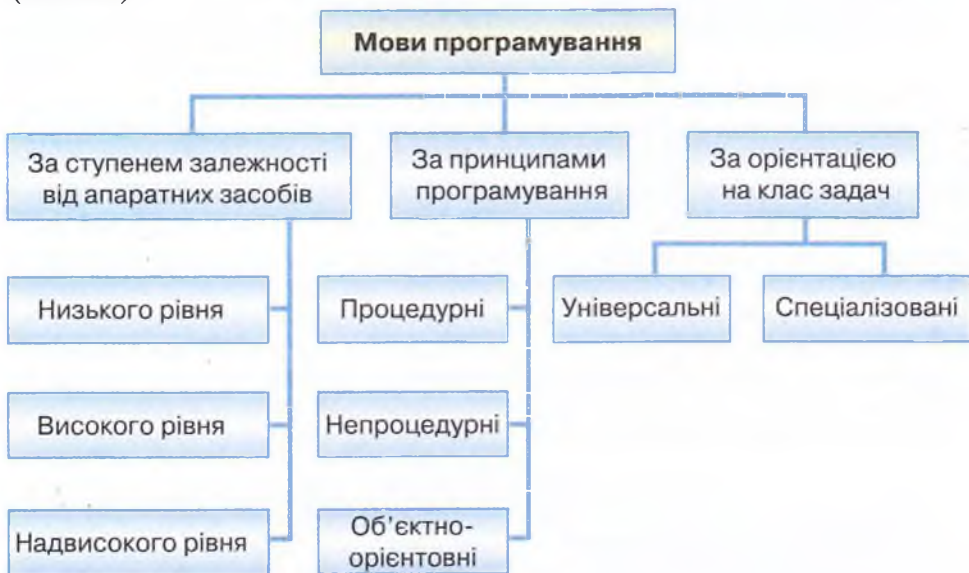 Мови програмування
За ступенем залежності
від апаратних засобів
За принципами
програмування
За орієнтацією
на клас задач
Низького рівня
Процедурні
Універсальні
Спеціалізовані
Високого рівня
Непроцедурні
Надвисокого рівня
Об'єктно-
орієнтовні